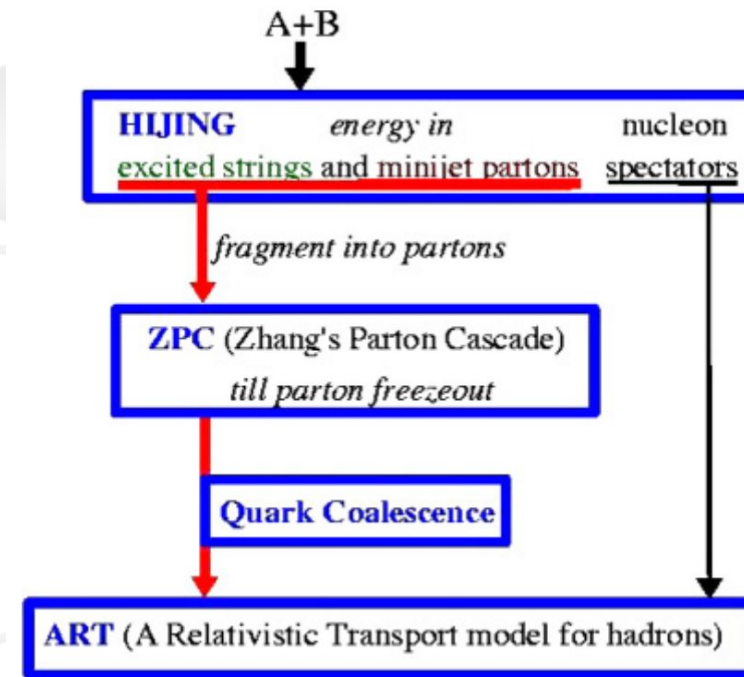 A+B
HIJING energy in nucleon
excited strings and minijet partons spectators
fragment into partons
ZPC (Zhang's Parton Cascade)
till parton freezeout
Quark Coalescence
ART (A Relativistic Transport model for hadrons)